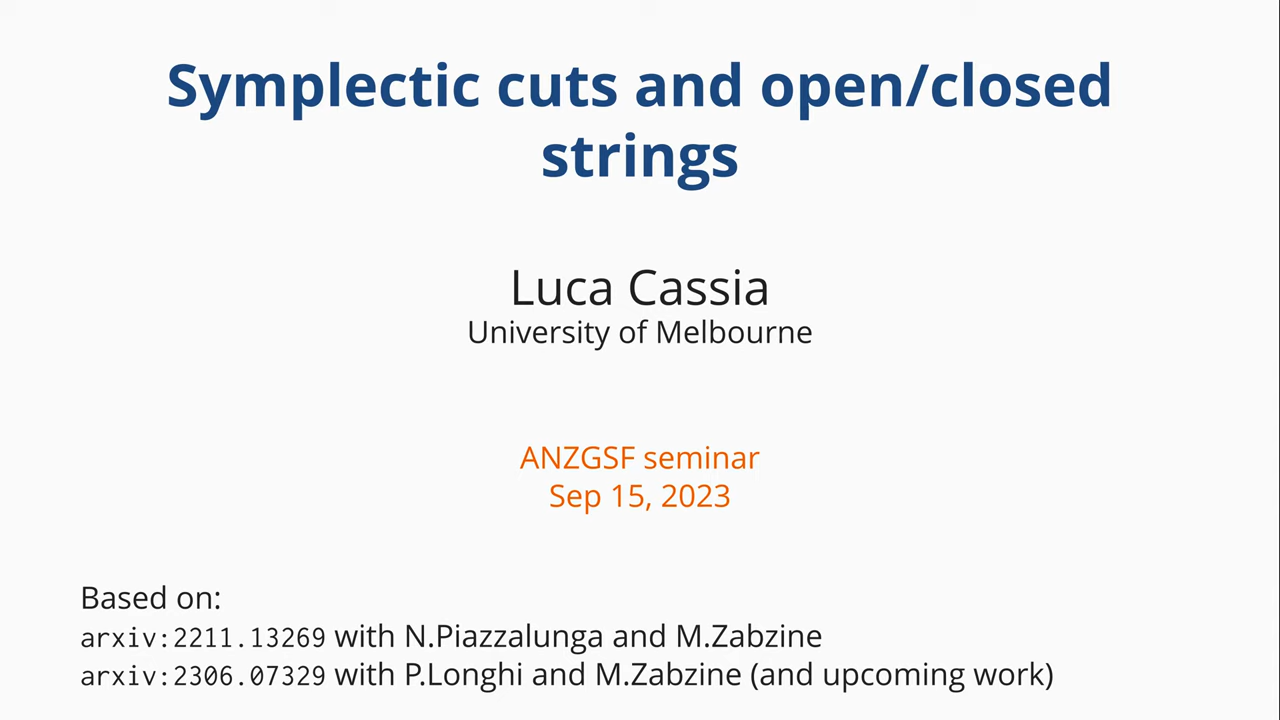 Symplectic cuts and open/closed
strings
Luca Cassia
University of Melbourne
ANZGSF seminar
Sep 15, 2023
Based on:
arxiv:2211.13269 with N.Piazzalunga and M.Zabzine
arxiv:2306.07329 with P.Longhi and M.Zabzine (and upcoming work)